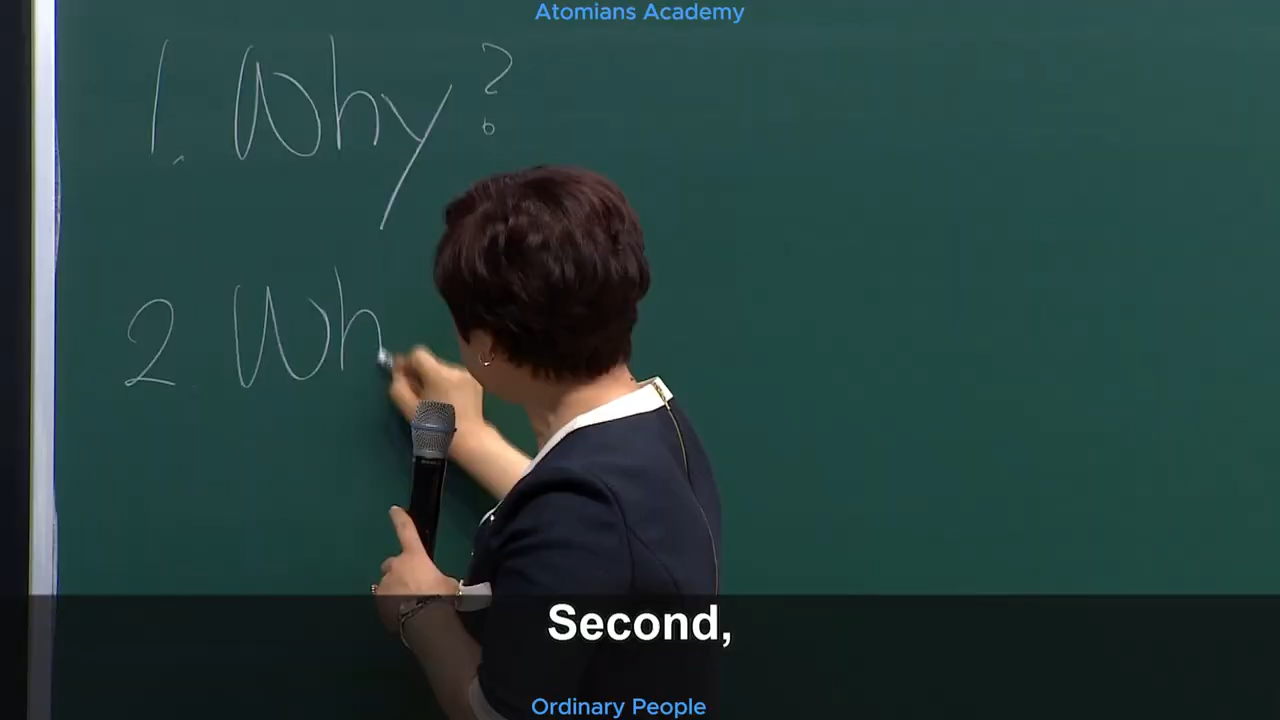 Atomians Academy
1. Why?
2. Wh
Second,
Ordinary People